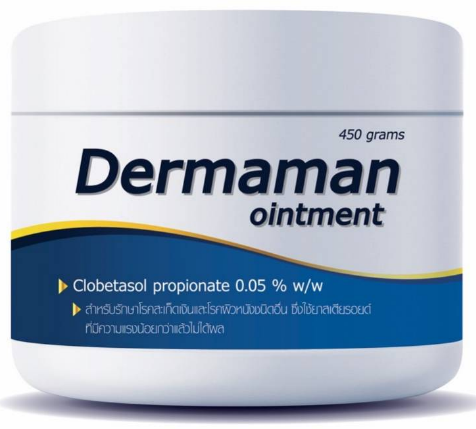 450 grams
Dermaman
ointment
Clobetasol propionate 0.05 % w/w
สำหรับรักษาโรคสะเก็ดเงินและโรคผิวหนังชนิดอื่น ซึ่งใช้ยาสเตียรอยด์
ที่มีความแรงน้อยกว่าแล้วไม่ได้ผล